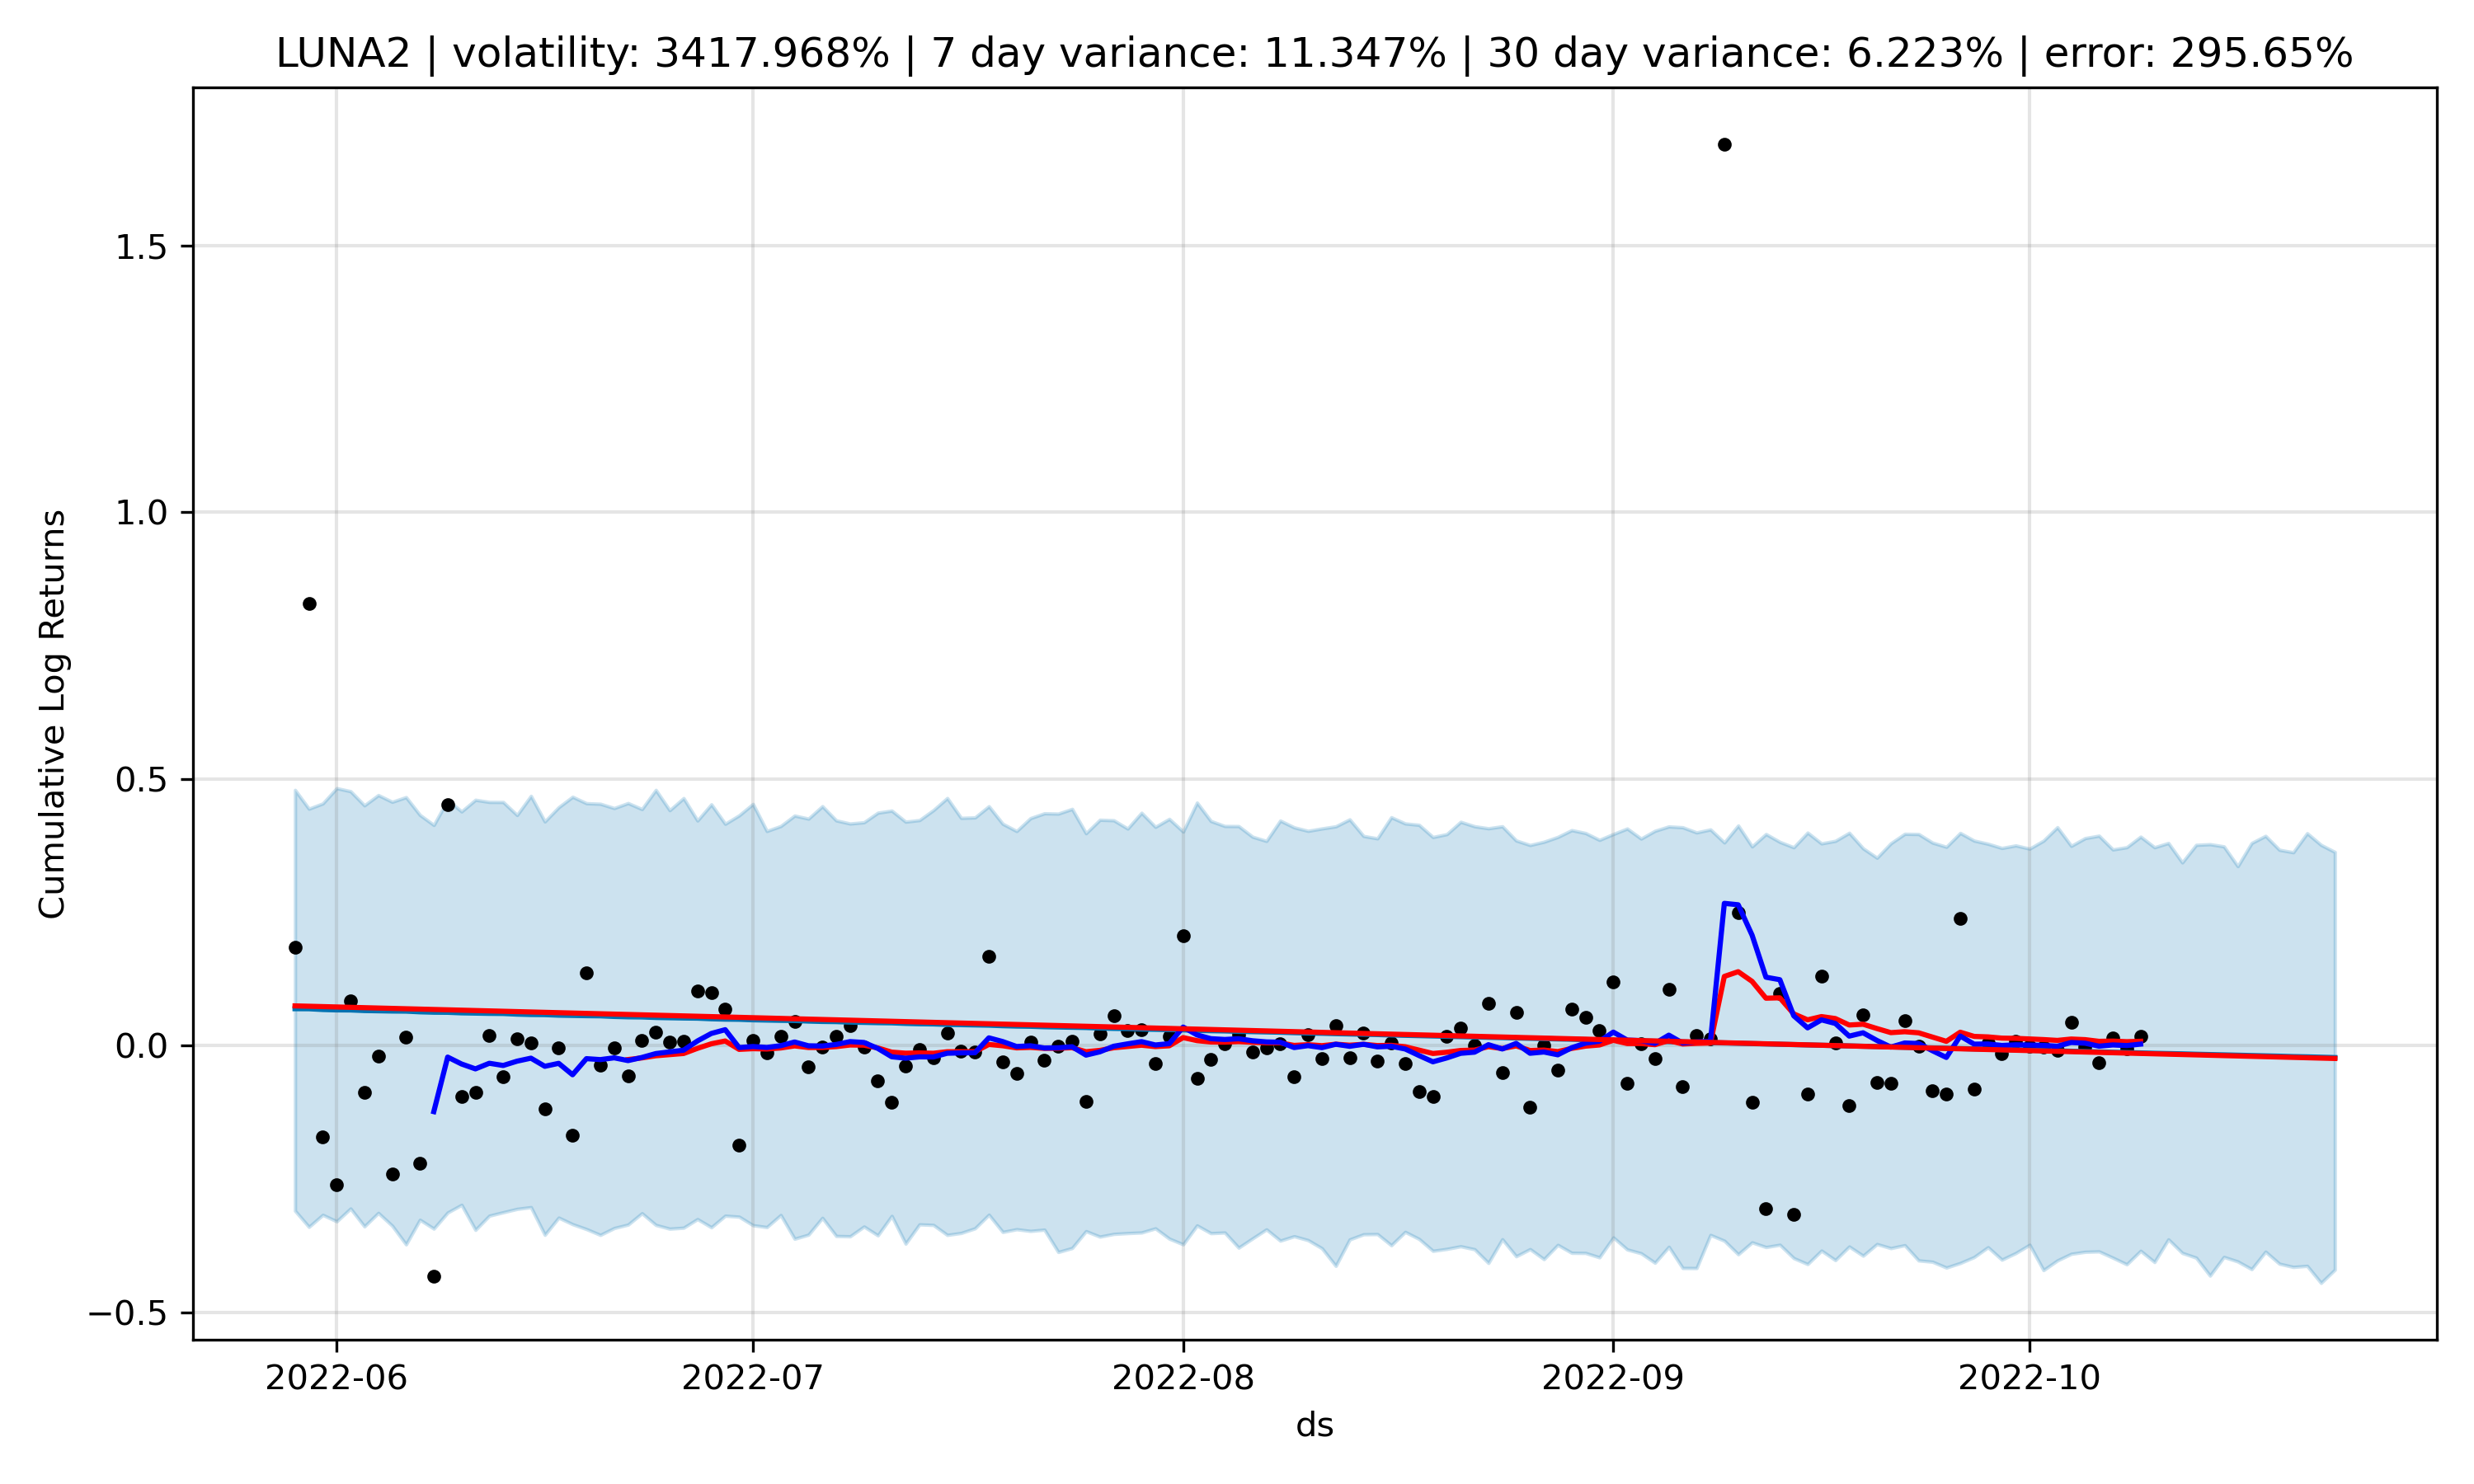 LUNA2 | volatility: 3417.968% | 7 day variance: 11.347% | 30 day variance: 6.223% | error: 295.65%
Cumulative Log Returns
1.5
1.0
0.5
0.0
−0.5
2022-06 2022-07 2022-08 2022-09 2022-10
ds